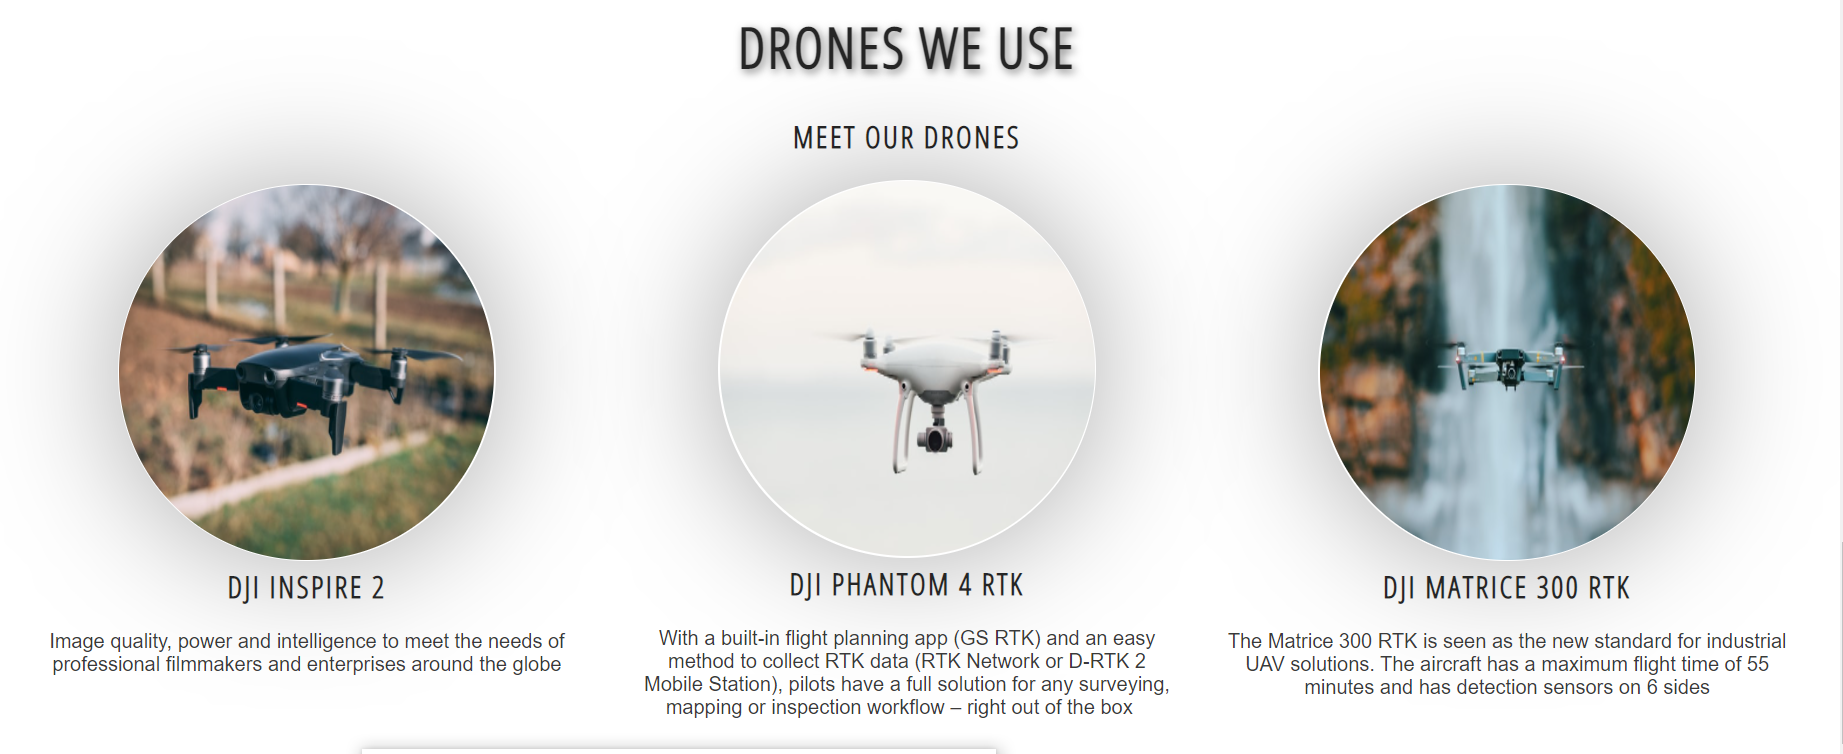 DRONES WE USE
MEET OUR DRONES
DJI INSPIRE 2
Image quality, power and intelligence to meet the needs of
professional filmmakers and enterprises around the globe
DJI PHANTOM 4 RTK
With a built-in flight planning app (GS RTK) and an easy
method to collect RTK data (RTK Network or D-RTK 2
Mobile Station), pilots have a full solution for any surveying,
mapping or inspection workflow – right out of the box
DJI MATRICE 300 RTK
The Matrice 300 RTK is seen as the new standard for industrial
UAV solutions. The aircraft has a maximum flight time of 55
minutes and has detection sensors on 6 sides